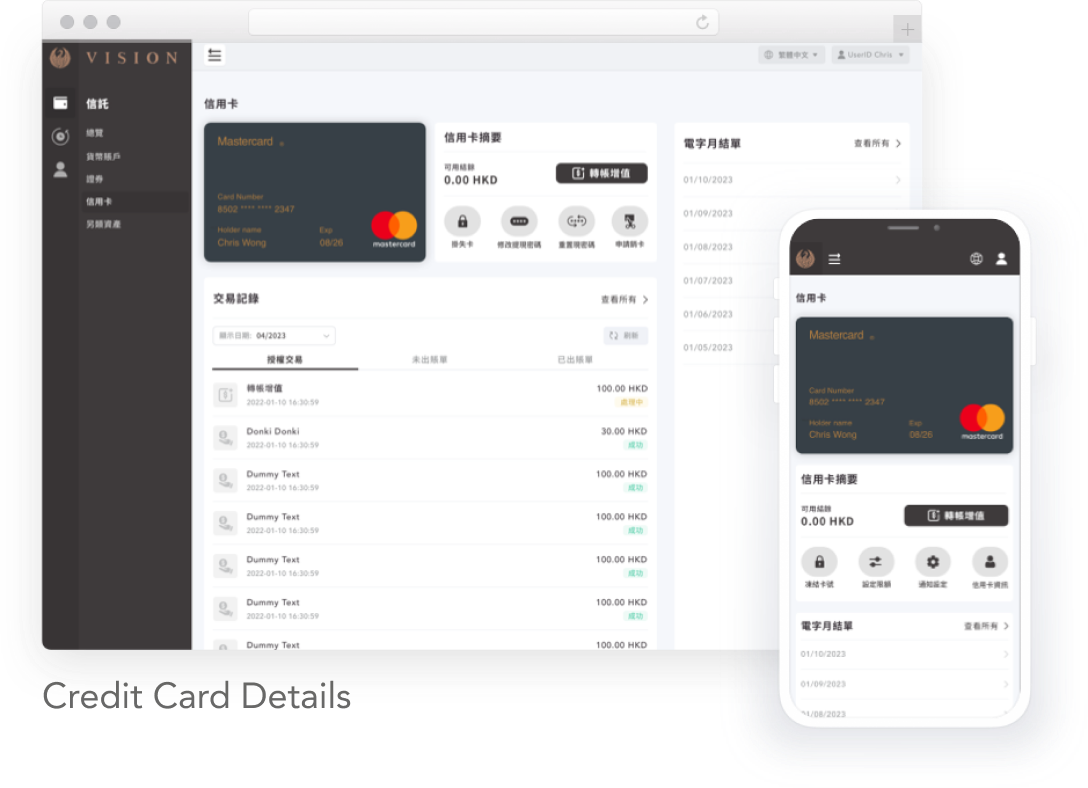 VISION
繁體中文
UserID Chris
信託
總覽
貨幣賬戶
證券
信用卡
另類資產
信用卡
Mastercard
Card Number
8502 **** **** 2347
Holder name
Exp
Chris Wong
08/26
mastercard
信用卡摘要
可用結餘
0.00 HKD
轉帳增值
掛失卡
修改提現密碼
重置現密碼
申請銷卡
交易記錄
查看所有
顯示日期: 04/2023
刷新
授權交易
未出賬單
已出賬單
轉帳增值
100.00 HKD
2022-01-10 16:30:59
處理中
Donki Donki
30.00 HKD
2022-01-10 16:30:59
成功
Dummy Text
100.00 HKD
2022-01-10 16:30:59
成功
Dummy Text
100.00 HKD
2022-01-10 16:30:59
成功
Dummy Text
100.00 HKD
2022-01-10 16:30:59
成功
Dummy Text
100.00 HKD
2022-01-10 16:30:59
成功
Dummy Text
100.00 HKD
電字月結單
查看所有
01/10/2023
01/09/2023
01/08/2023
01/07/2023
01/06/2023
01/05/2023
信用卡
Mastercard
Card Number
8502 **** **** 2347
Holder name
Exp
Chris Wong
08/26
mastercard
信用卡摘要
可用結餘
0.00 HKD
轉帳增值
凍結卡號
設定限額
通知設定
信用卡資訊
電字月結單
查看所有
01/10/2023
01/09/2023
01/08/2023
Credit Card Details